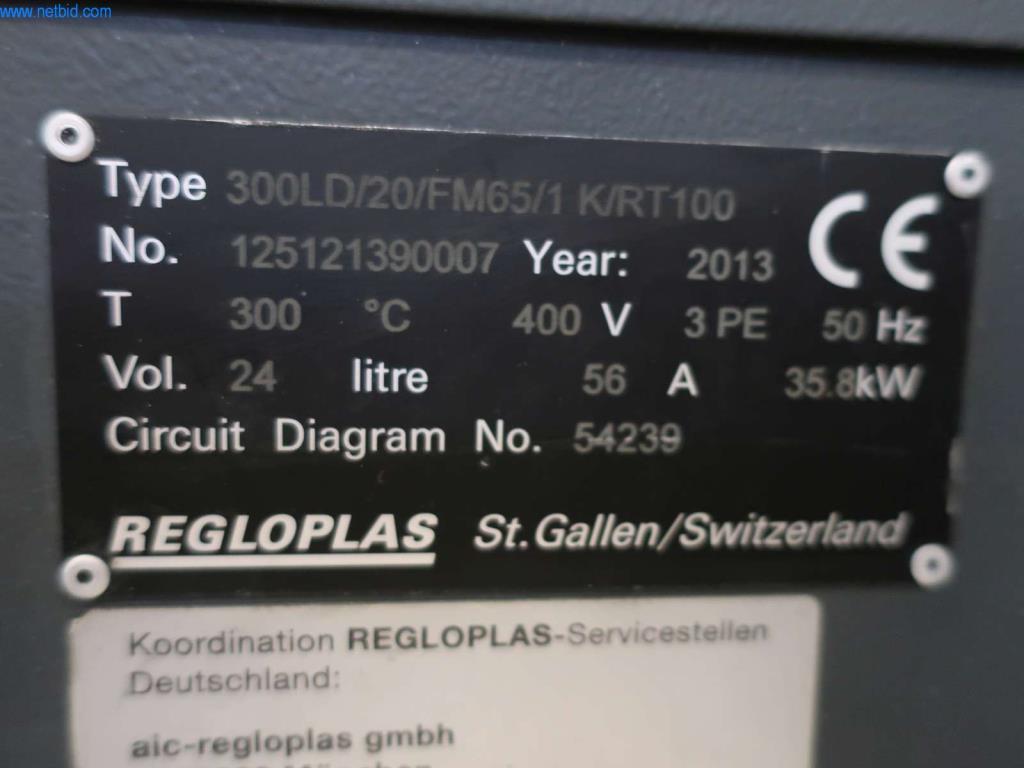 www.netbid.com
Type 300LD/20/FM65/1 K/RT100
No. 125121390007 Year: 2013 CE
T 300 °C 400 V 3 PE 50 Hz
Vol. 24 litre 56 A 35.8kW
Circuit Diagram No. 54239
REGLOPLAS St. Gallen/Switzerland
Koordination REGLOPLAS-Servicestellen
Deutschland:
aic-regloplas gmbh